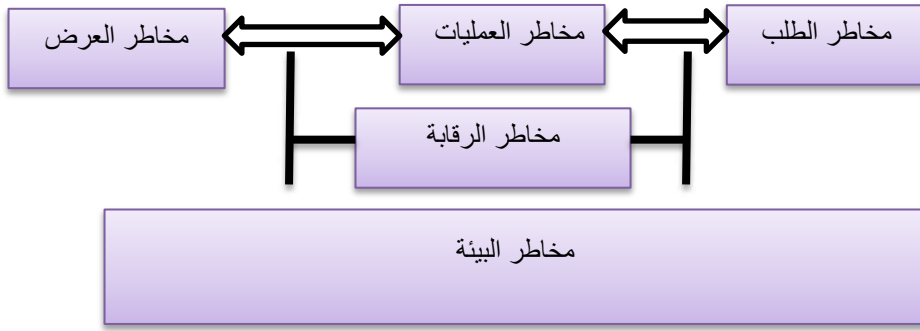 مخاطر الطلب
مخاطر العمليات
مخاطر العرض
مخاطر الرقابة
مخاطر البيئة